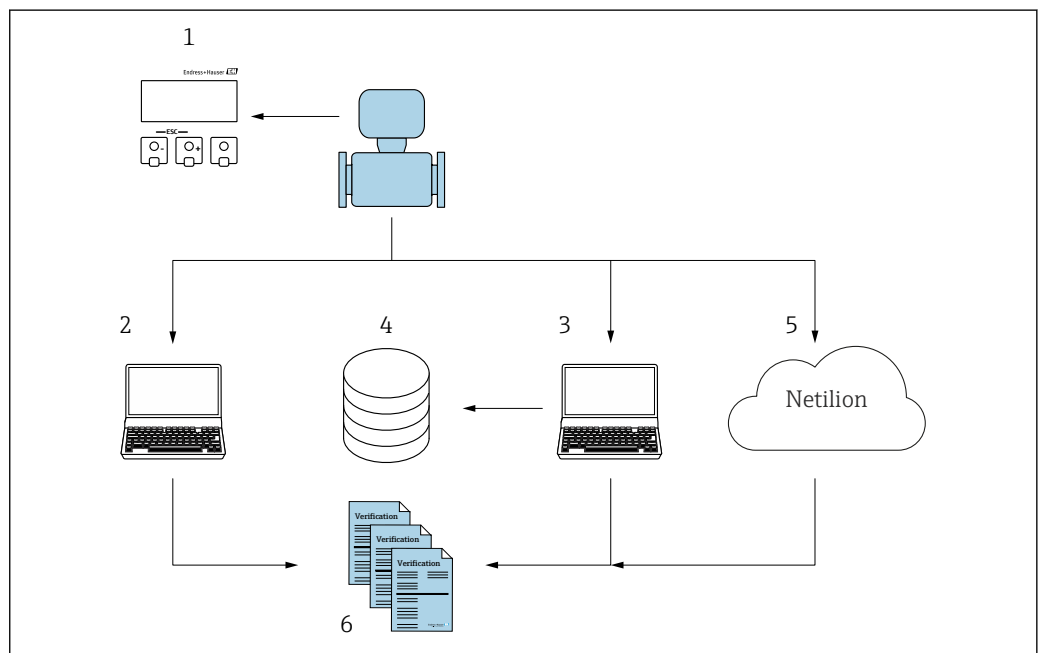 1
Endress+Hauser
ESC
- +
2
4
3
5
Netilion
Verification
Verification
Verification
6